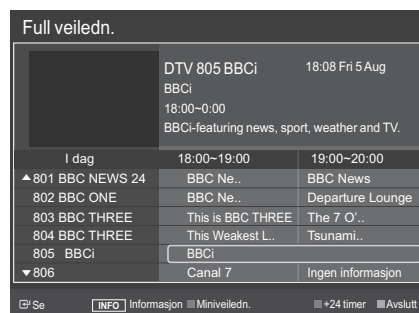 Full veiledn.
DTV 805 BBCi 18:08 Fri 5 Aug
BBCi
18:00~0:00
BBCi-featuring news, sport, weather and TV.
I dag 18:00~19:00 19:00~20:00
▲801 BBC NEWS 24 BBC Ne.. BBC News
802 BBC ONE BBC Ne.. Departure Lounge
803 BBC THREE This is BBC THREE The 7 O'..
804 BBC THREE This Weakest L.. Tsunami..
805 BBCi BBCi
▼806 Canal 7 Ingen informasjon
Se INFO Informasjon Miniveiledn. +24 timer Avslutt